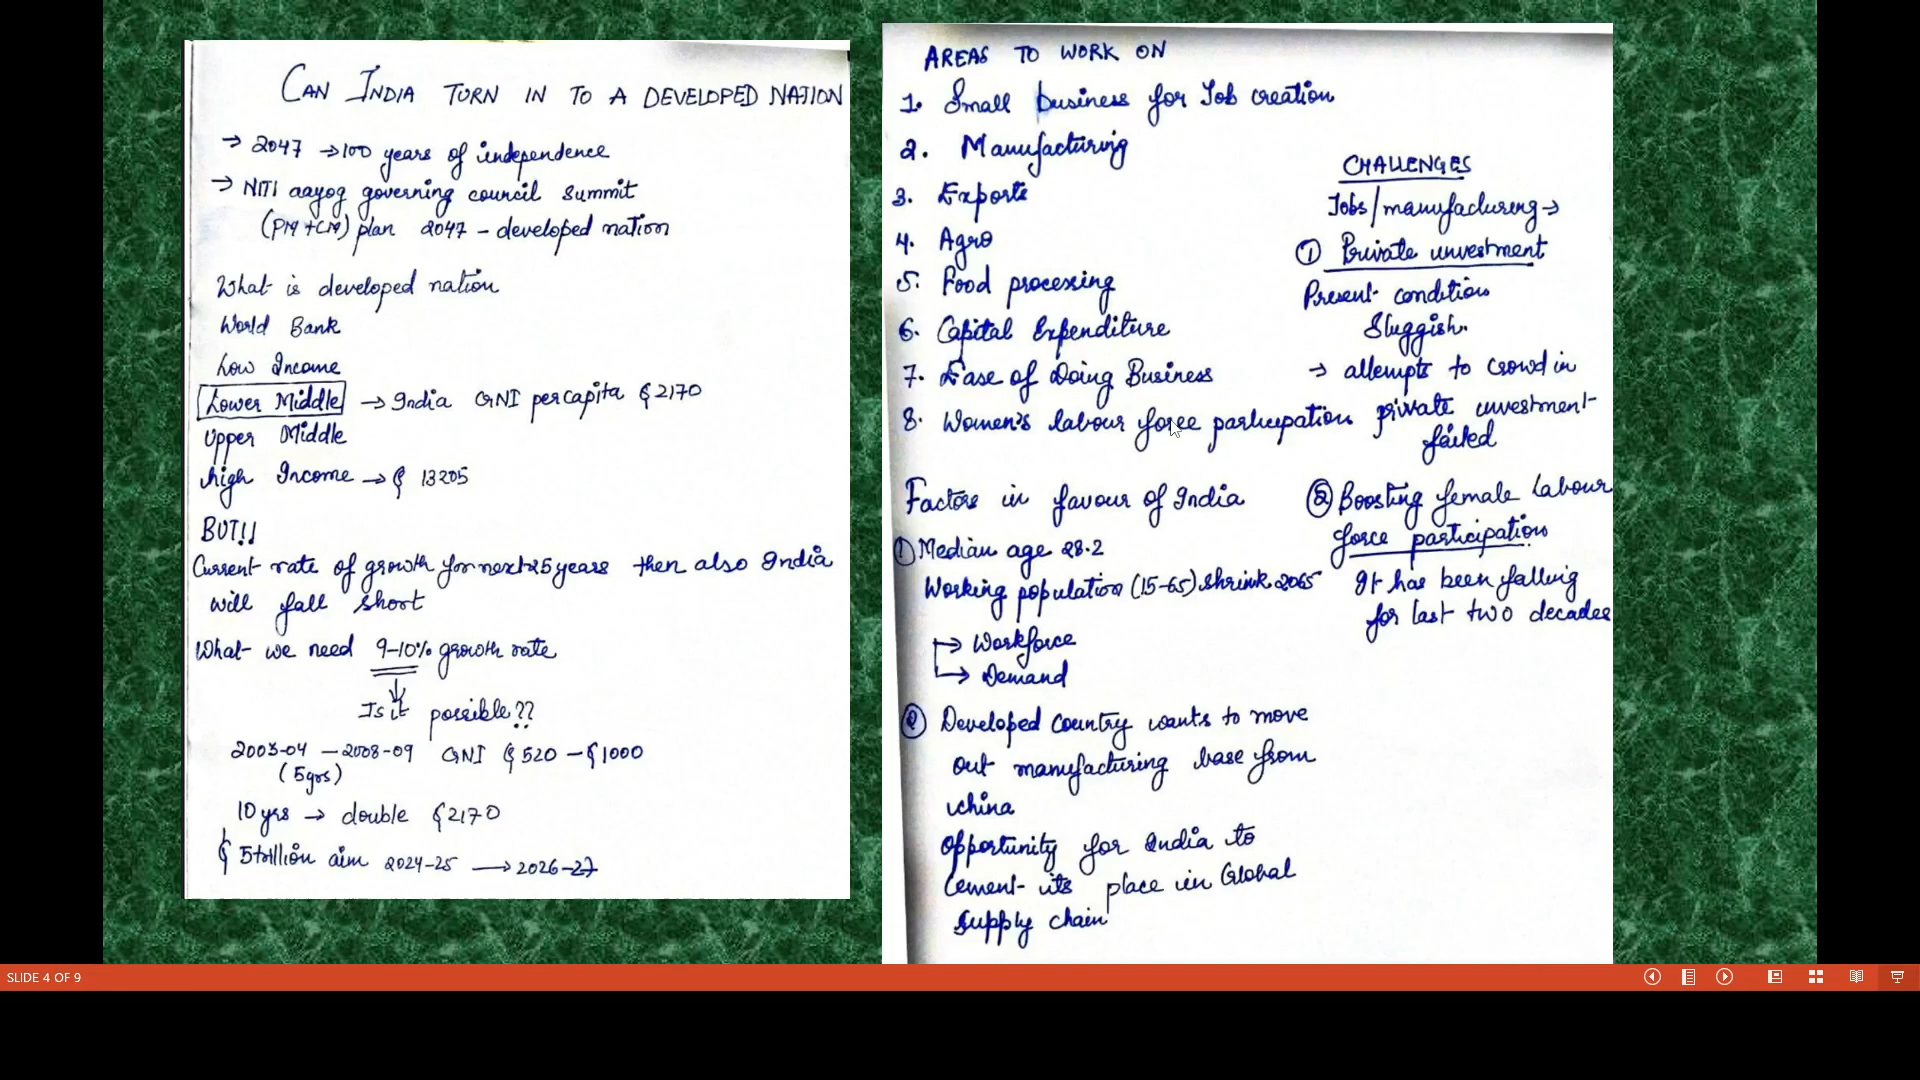 CAN INDIA TURN IN TO A DEVELOPED NATION
→ 2047 → 100 years of independence
→ NITI aayog governing council summit
(PM+CM) plan 2047 - developed nation
What is developed nation
World Bank
Low Income
Lower Middle → India GNI percapita $ 2170
Upper Middle
high Income → $ 13205
BUT!!
Current rate of growth for next 25 years then also India
will fall short
What we need 9-10% growth rate
Is it possible??
2003-04 - 2008-09 GNI $ 520 - $ 1000
(5yrs)
10 yrs → double $ 2170
$ 5trillion aim 2024-25 → 2026-27
AREAS TO WORK ON
1. Small business for Job creation
2. Manufacturing
3. Exports
4. Agro
5. Food processing
6. Capital Expenditure
7. Ease of Doing Business
8. Women's labour force participation
CHALLENGES
Jobs/manufacturing →
① Private investment
Present condition
Sluggish.
→ attempts to crowd in
private investment
failed
② Boosting female Labour
force participation
It has been falling
for last two decades
Factors in favour of India
① Median age 28.2
Working population (15-65) shrink 2065
→ Workforce
→ Demand
② Developed Country wants to move
out manufacturing base from
china
Opportunity for India to
Cement its place in Global
supply chain
SLIDE 4 OF 9